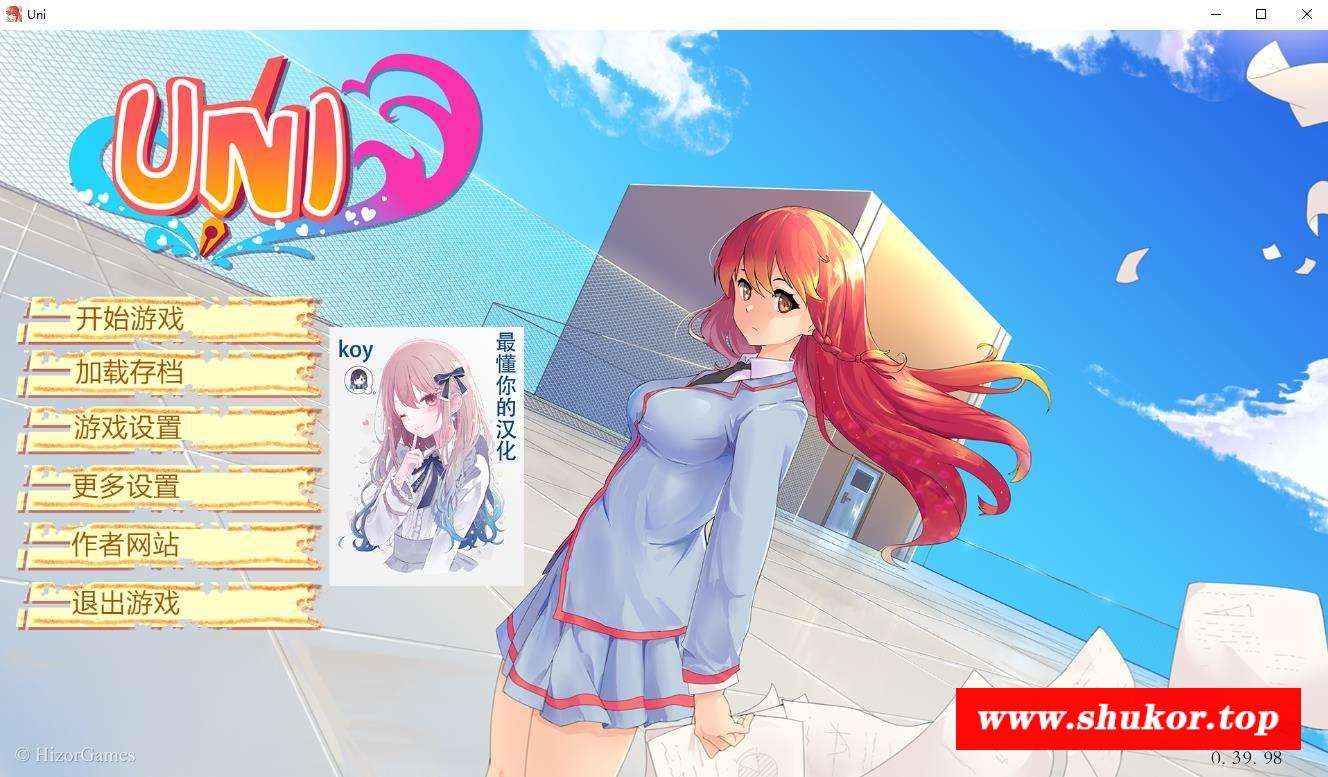 Uni
UNI
开始游戏
加载存档
游戏设置
更多设置
作者网站
退出游戏
koy
最懂你的汉化
© HizorGames
www.shukor.top
0.39.98